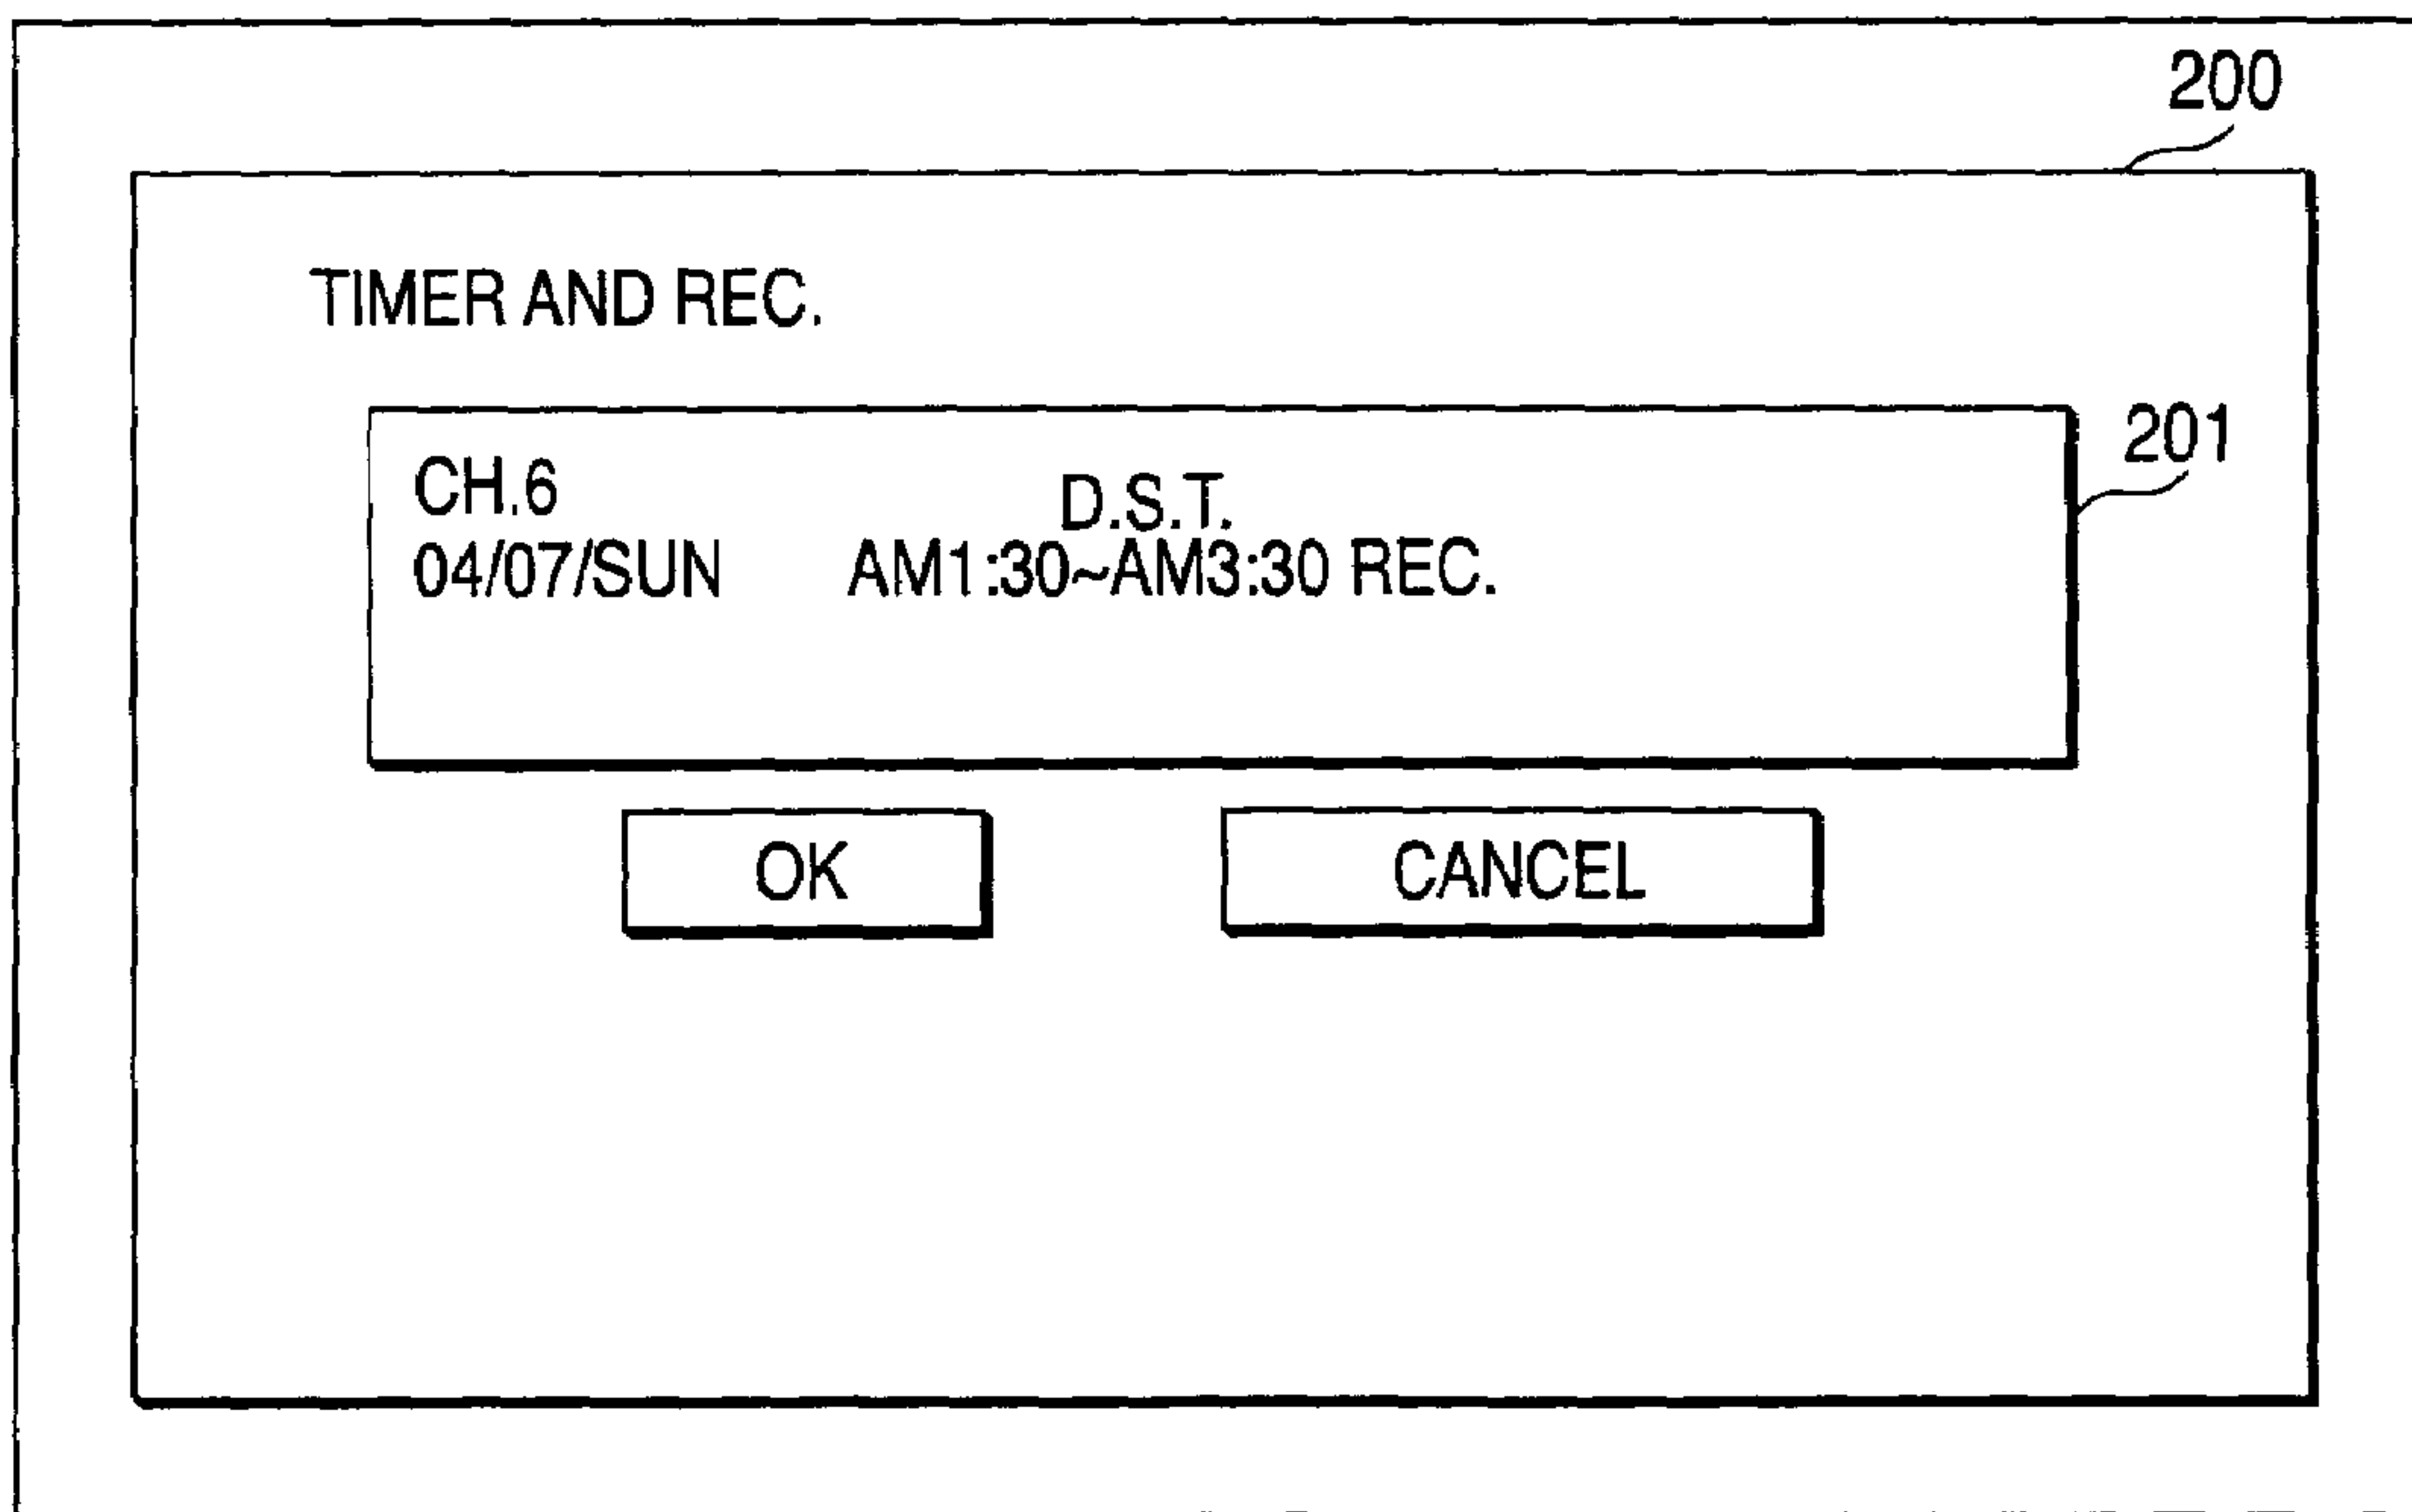 200
TIMER AND REC.
201
CH.6
D.S.T.
04/07/SUN AM1:30~AM3:30 REC.
OK
CANCEL